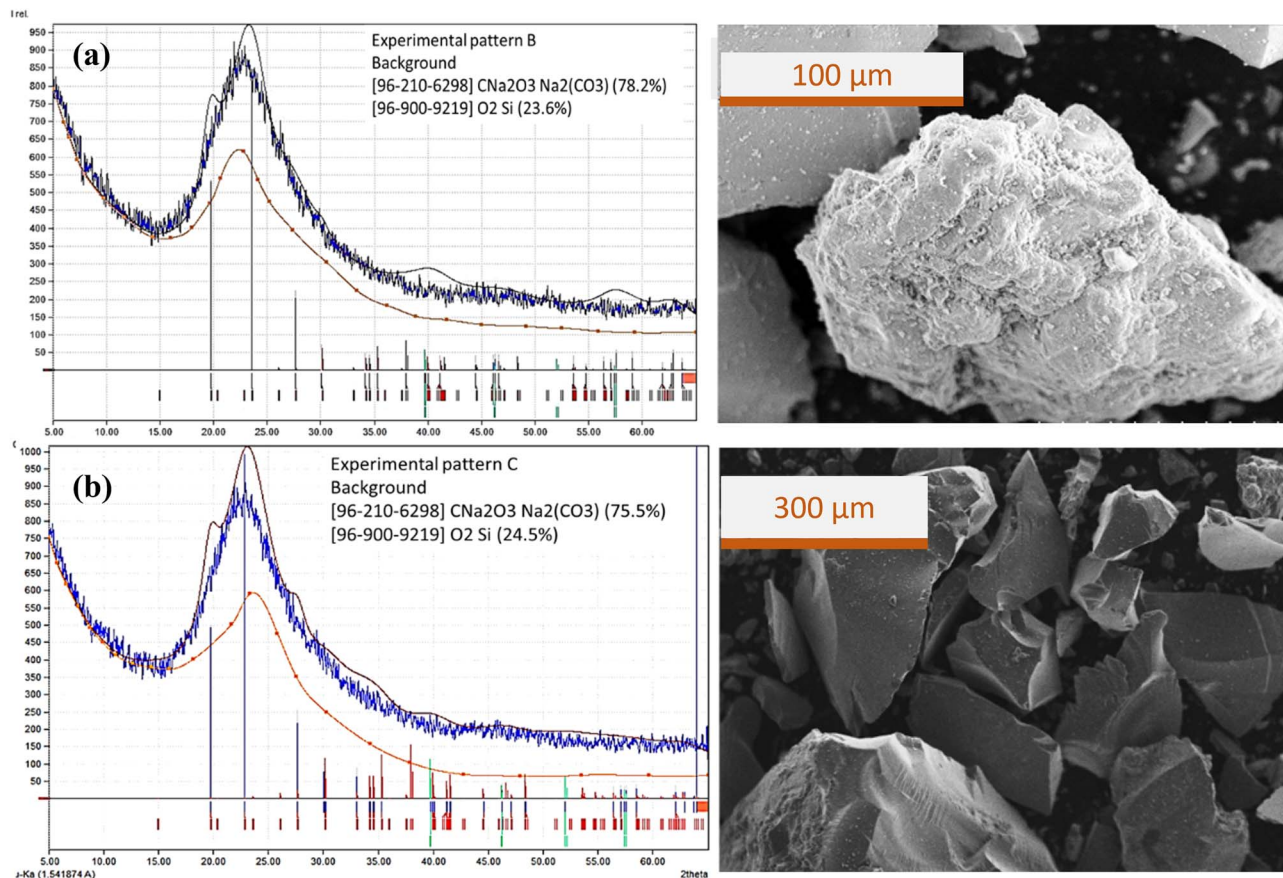 I rel.
(a)
Experimental pattern B
Background
[96-210-6298] CNa2O3 Na2(CO3) (78.2%)
[96-900-9219] O2 Si (23.6%)
950
900
850
800
750
700
650
600
550
500
450
400
350
300
250
200
150
100
50
5.00 10.00 15.00 20.00 25.00 30.00 35.00 40.00 45.00 50.00 55.00 60.00
100 µm
(b)
Experimental pattern C
Background
[96-210-6298] CNa2O3 Na2(CO3) (75.5%)
[96-900-9219] O2 Si (24.5%)
1000
950
900
850
800
750
700
650
600
550
500
450
400
350
300
250
200
150
100
50
5.00 10.00 15.00 20.00 25.00 30.00 35.00 40.00 45.00 50.00 55.00 60.00
(1.541874 A) 2theta
300 µm